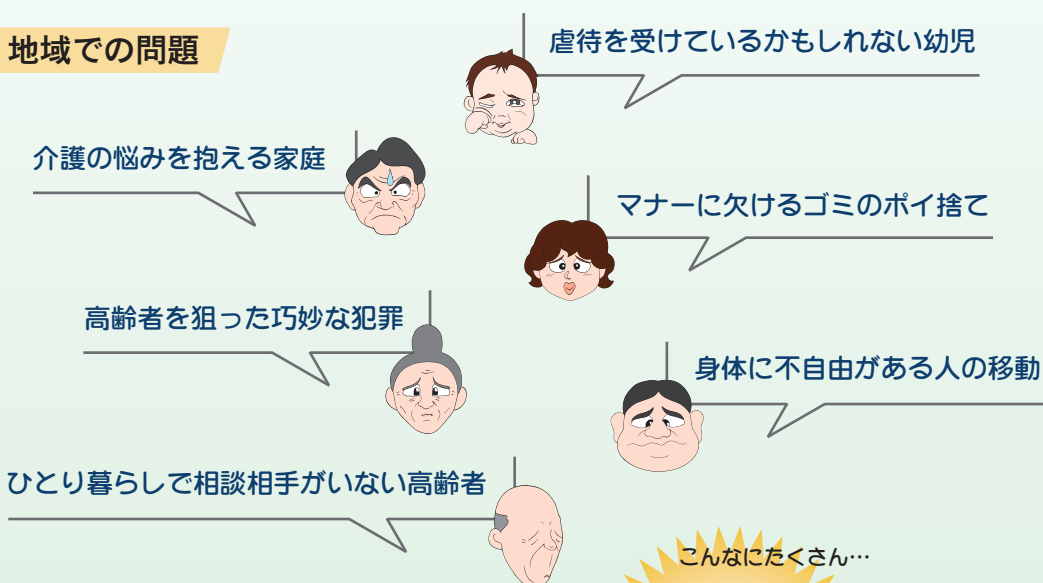 地域での問題
虐待を受けているかもしれない幼児
介護の悩みを抱える家庭
マナーに欠けるゴミのポイ捨て
高齢者を狙った巧妙な犯罪
身体に不自由がある人の移動
ひとり暮らしで相談相手がいない高齢者
こんなにたくさん…